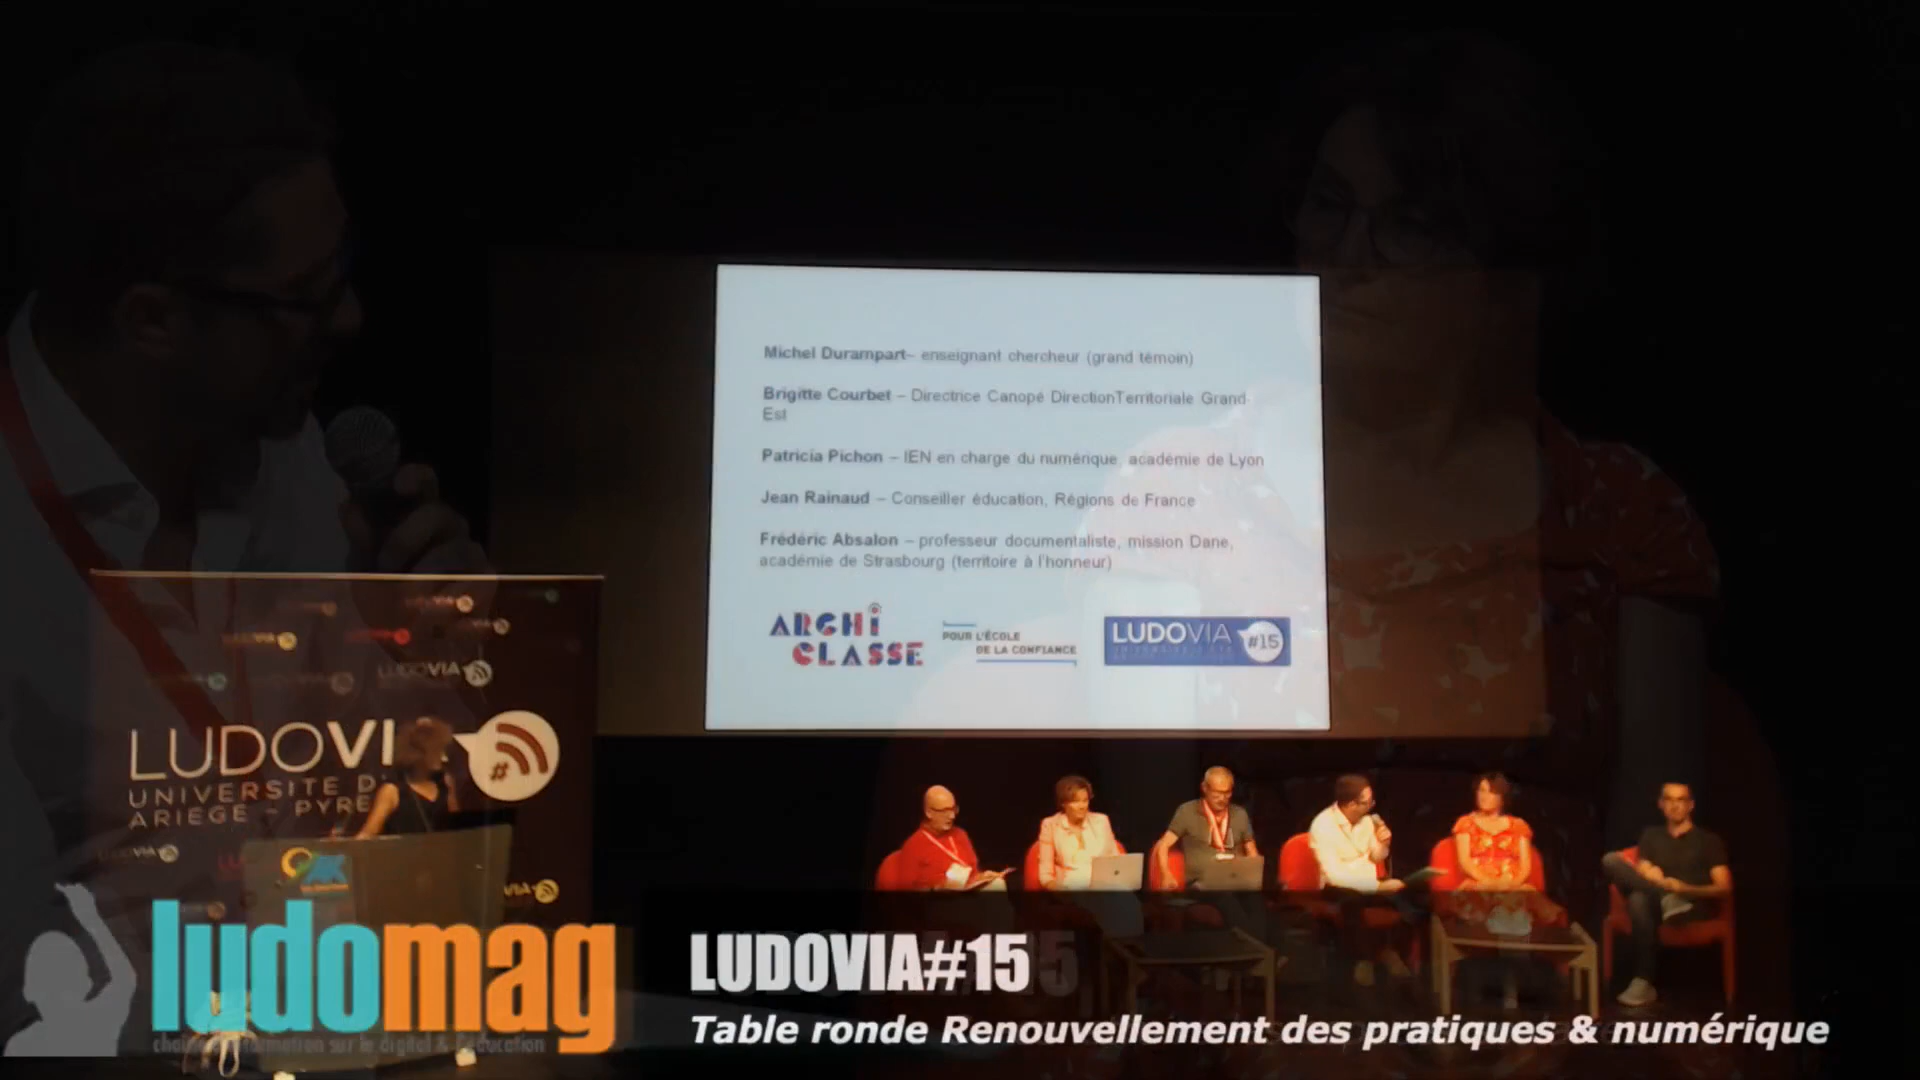 Michel Durampart– enseignant chercheur (grand témoin)
Brigitte Courbet – Directrice Canopé DirectionTerritoriale Grand-
Est
Patricia Pichon – IEN en charge du numérique, académie de Lyon
Jean Rainaud – Conseiller éducation, Régions de France
Frédéric Absalon – professeur documentaliste, mission Dane,
académie de Strasbourg (territoire à l'honneur)
ARCHI
CLASSE
POUR L'ÉCOLE
DE LA CONFIANCE
LUDOVIA
#15
LUDOVIA
LUDOVI
UNIVERSITE D'
ARIEGE - PYRE
ludomag
LUDOVIA#15
Table ronde Renouvellement des pratiques & numérique